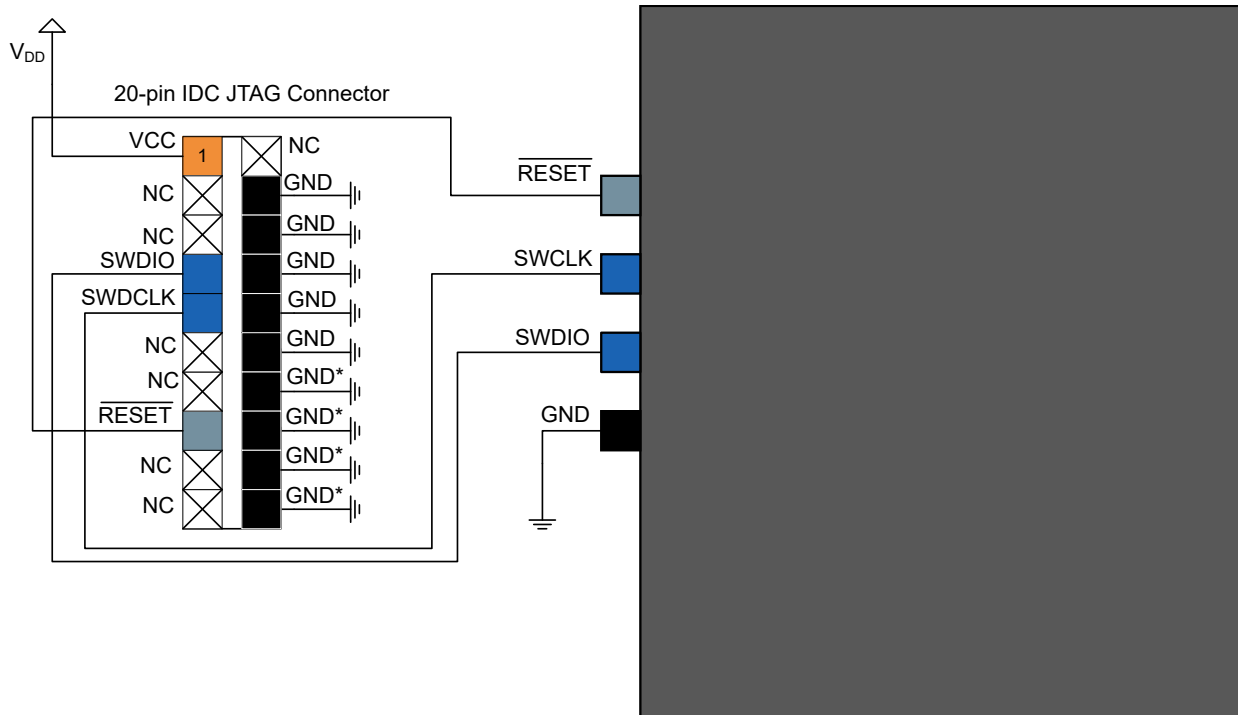 VDD
20-pin IDC JTAG Connector
VCC
1
NC
NC
GND
NC
GND
SWDIO
GND
SWDCLK
GND
NC
GND
NC
GND*
RESET
GND*
NC
GND*
NC
GND*
RESET
SWCLK
SWDIO
GND